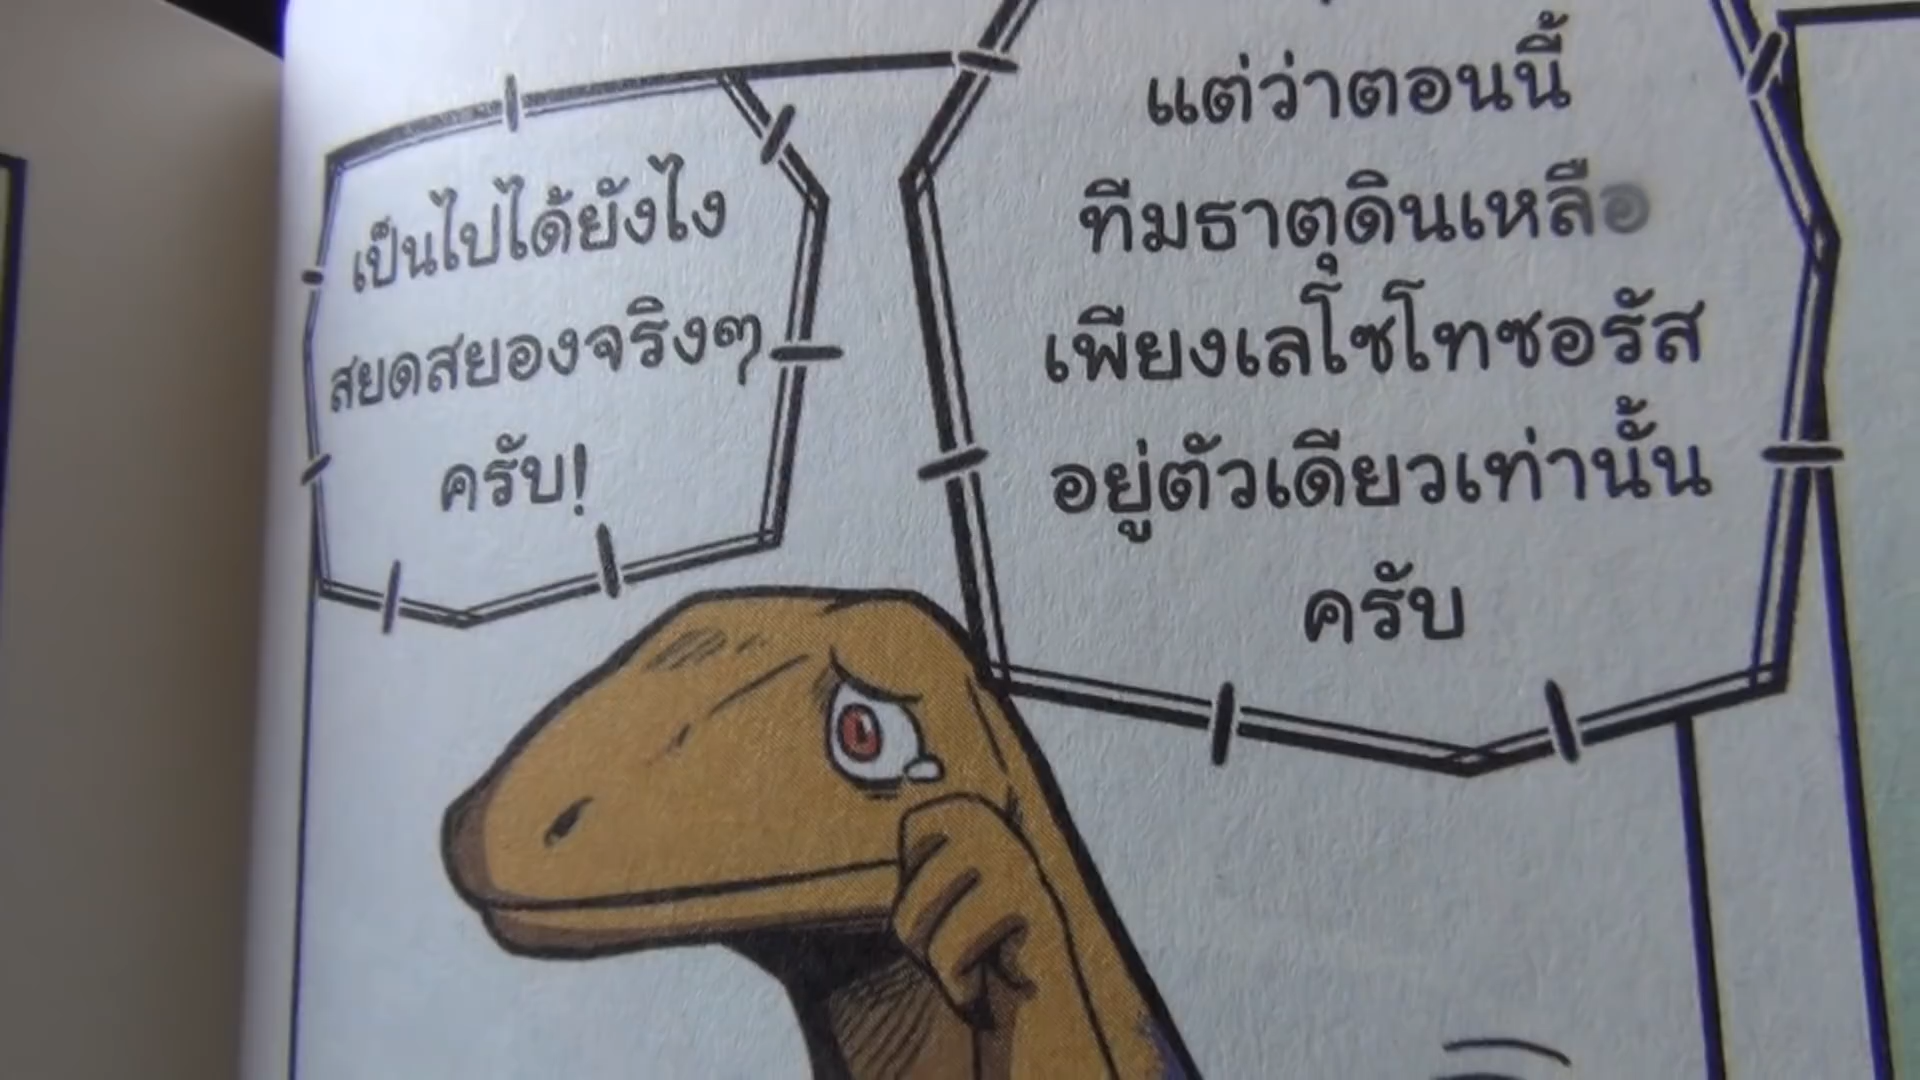 เป็นไปได้ยังไง
สยดสยองจริงๆ
ครับ!
แต่ว่าตอนนี้
ทีมธาตุดินเหลือ
เพียงเลโซโทซอรัส
อยู่ตัวเดียวเท่านั้น
ครับ